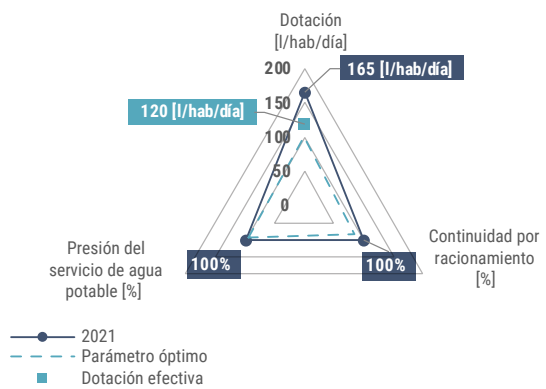 Dotación
[l/hab/día]
200
165 [l/hab/día]
150
120 [l/hab/día]
100
50
0
Presión del
servicio de agua
potable [%]
100%
100%
Continuidad por
racionamiento
[%]
2021
Parámetro óptimo
Dotación efectiva